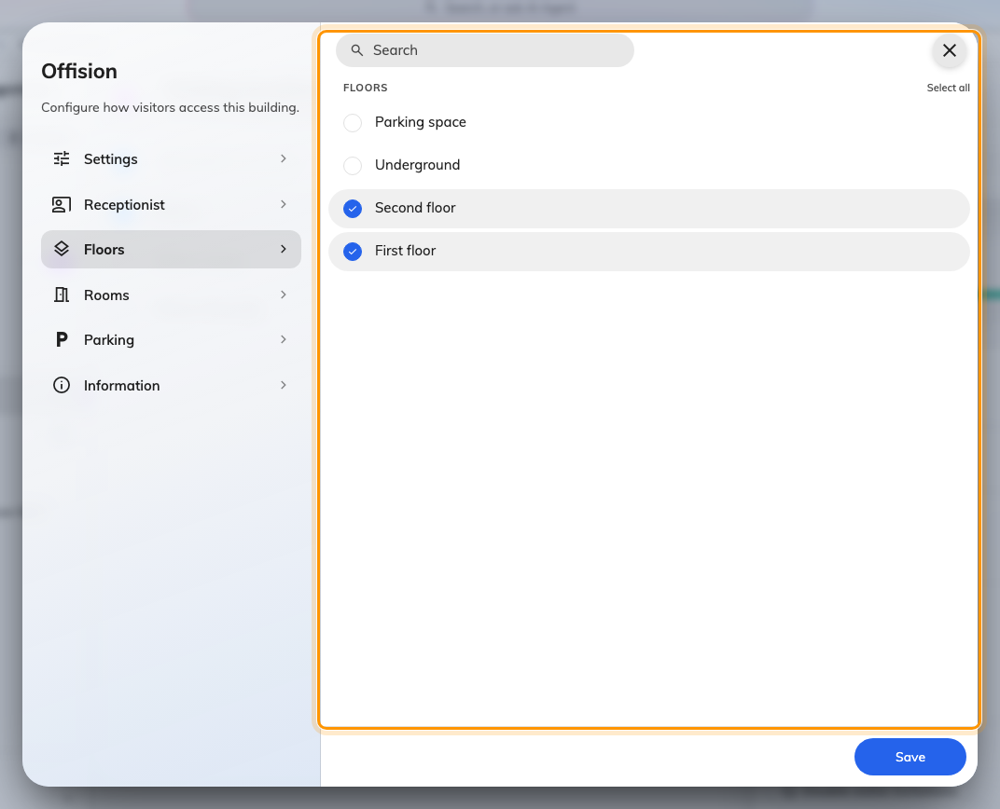 Offision
Configure how visitors access this building.
Settings
Receptionist
Floors
Rooms
Parking
Information
Search
FLOORS
Select all
Parking space
Underground
Second floor
First floor
Save